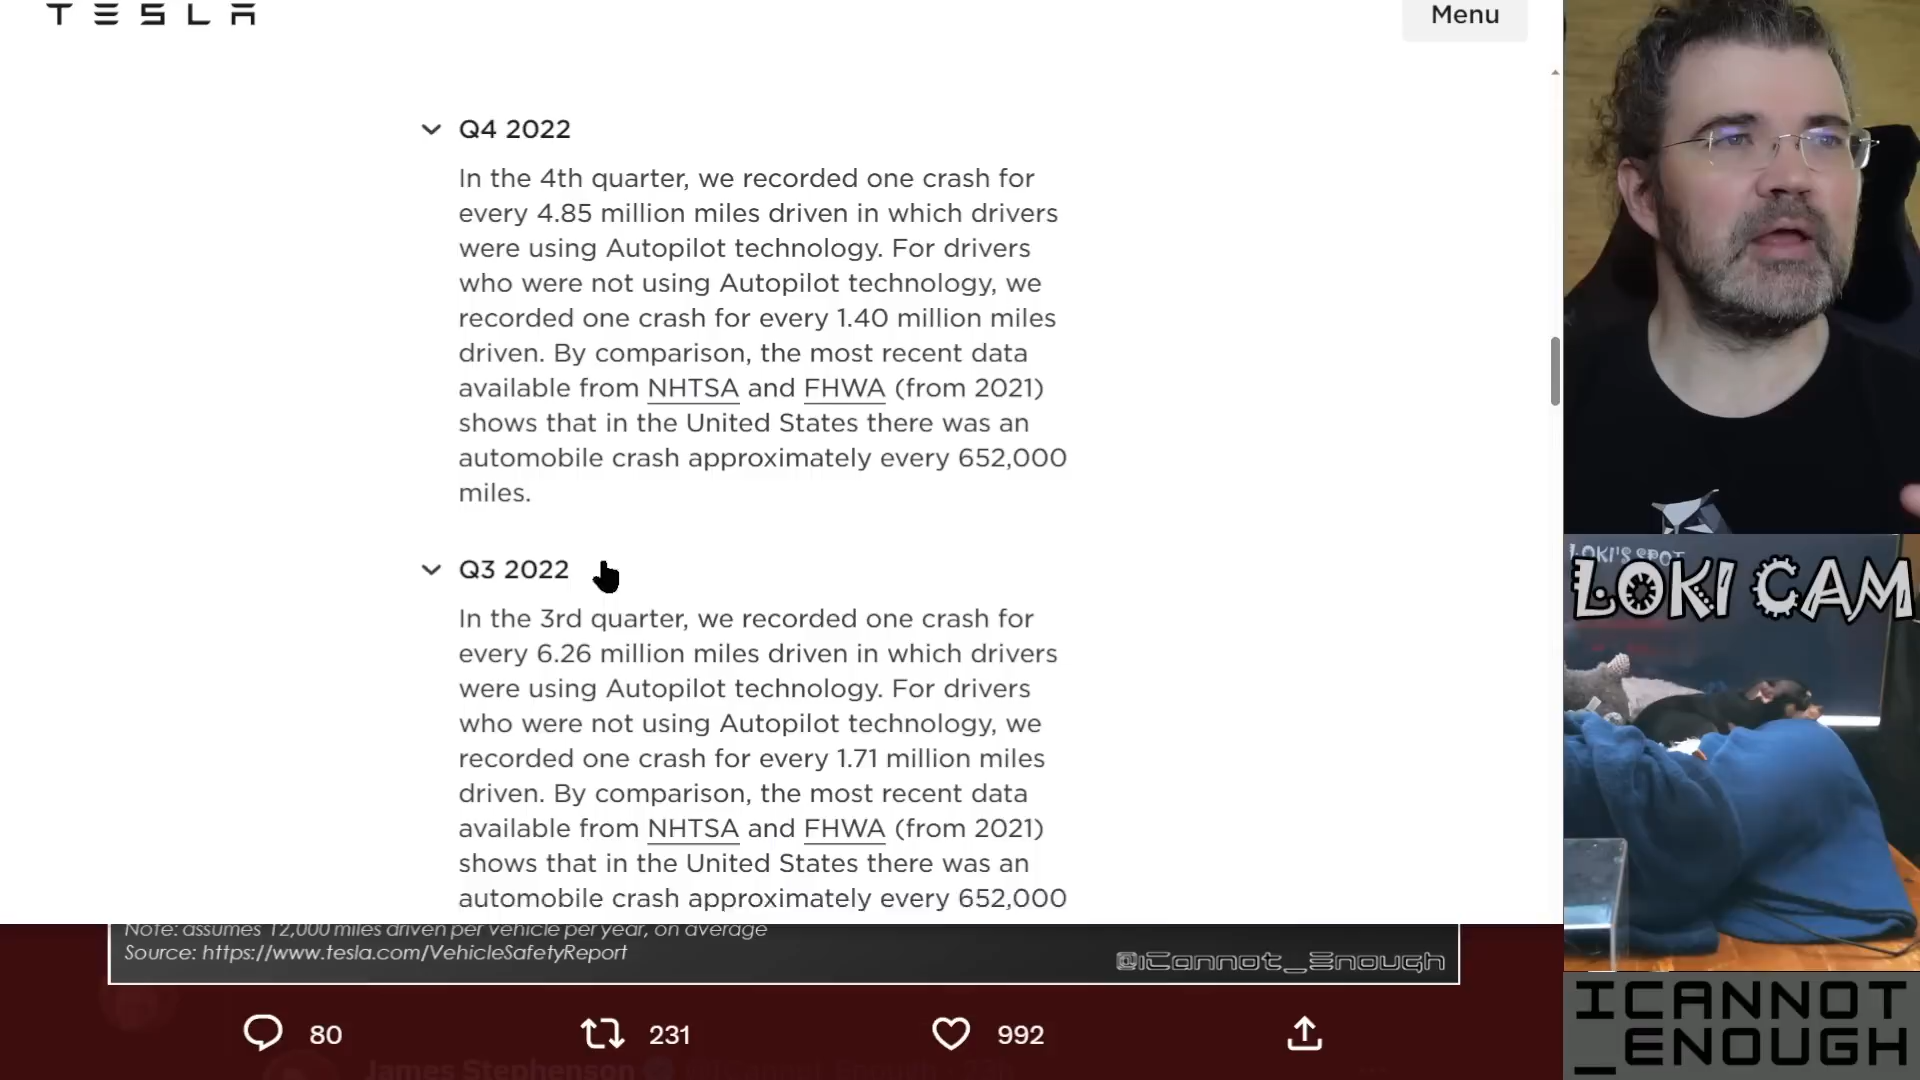 TESLA
Menu
Q4 2022
In the 4th quarter, we recorded one crash for
every 4.85 million miles driven in which drivers
were using Autopilot technology. For drivers
who were not using Autopilot technology, we
recorded one crash for every 1.40 million miles
driven. By comparison, the most recent data
available from NHTSA and FHWA (from 2021)
shows that in the United States there was an
automobile crash approximately every 652,000
miles.
Q3 2022
In the 3rd quarter, we recorded one crash for
every 6.26 million miles driven in which drivers
were using Autopilot technology. For drivers
who were not using Autopilot technology, we
recorded one crash for every 1.71 million miles
driven. By comparison, the most recent data
available from NHTSA and FHWA (from 2021)
shows that in the United States there was an
automobile crash approximately every 652,000
Note: assumes 12,000 miles driven per vehicle per year, on average
Source: https://www.tesla.com/VehicleSafetyReport
@iCannot_Enough
80
231
992
James Stephenson
LOKI'S SPOT
LOKI CAM
ICANNOT
_ENOUGH